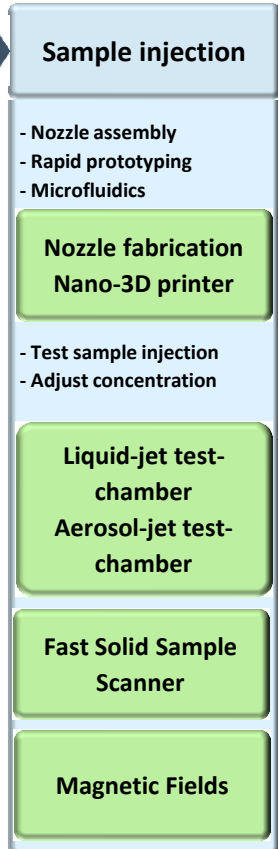 Sample injection
- Nozzle assembly
- Rapid prototyping
- Microfluidics
Nozzle fabrication
Nano-3D printer
- Test sample injection
- Adjust concentration
Liquid-jet test-
chamber
Aerosol-jet test-
chamber
Fast Solid Sample
Scanner
Magnetic Fields